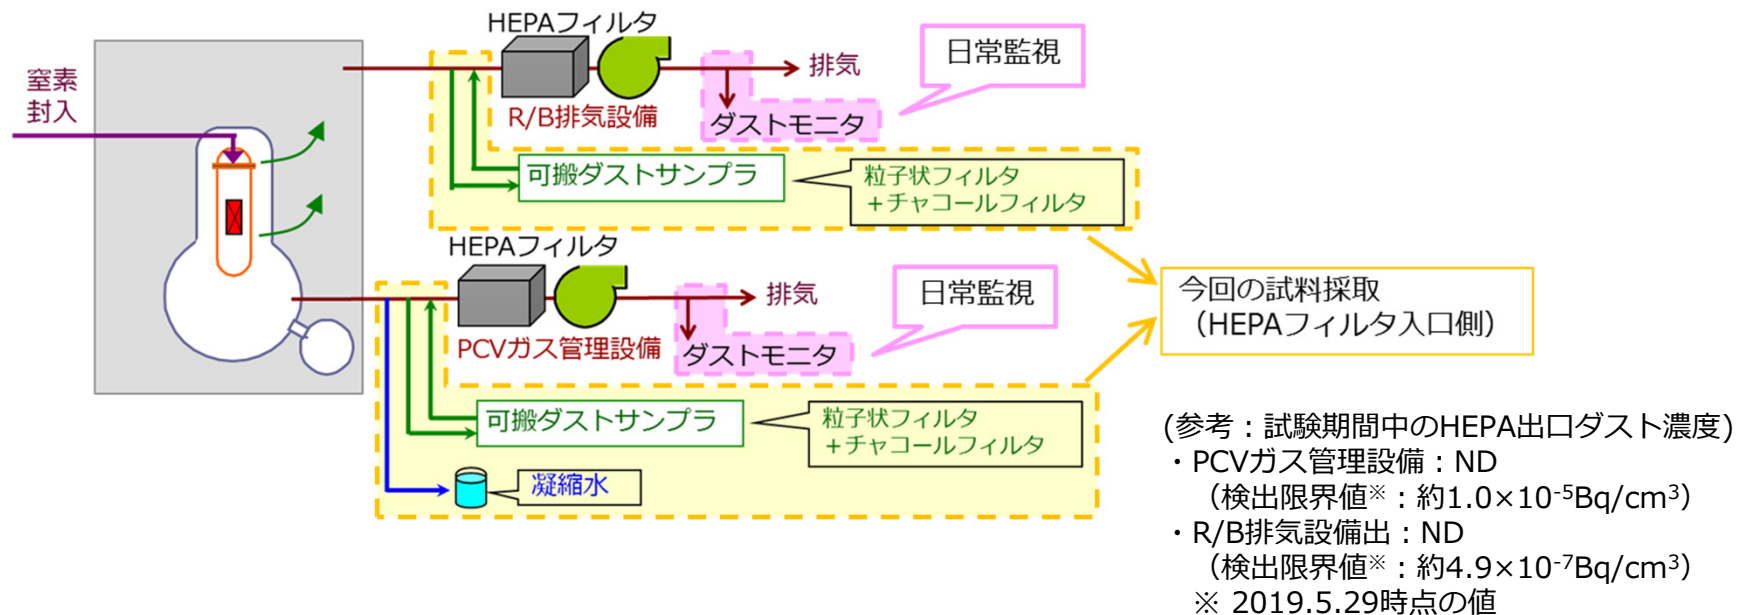 窒素
封入
HEPAフィルタ
R/B排気設備
排気
ダストモニタ
日常監視
可搬ダストサンプラ
粒子状フィルタ
+チャコールフィルタ
HEPAフィルタ
PCVガス管理設備
排気
ダストモニタ
日常監視
可搬ダストサンプラ
粒子状フィルタ
+チャコールフィルタ
凝縮水
今回の試料採取
(HEPAフィルタ入口側)
(参考:試験期間中のHEPA出口ダスト濃度)
・PCVガス管理設備:ND
(検出限界値※:約1.0×10⁻⁵Bq/cm³)
・R/B排気設備出:ND
(検出限界値※:約4.9×10⁻⁷Bq/cm³)
※ 2019.5.29時点の値